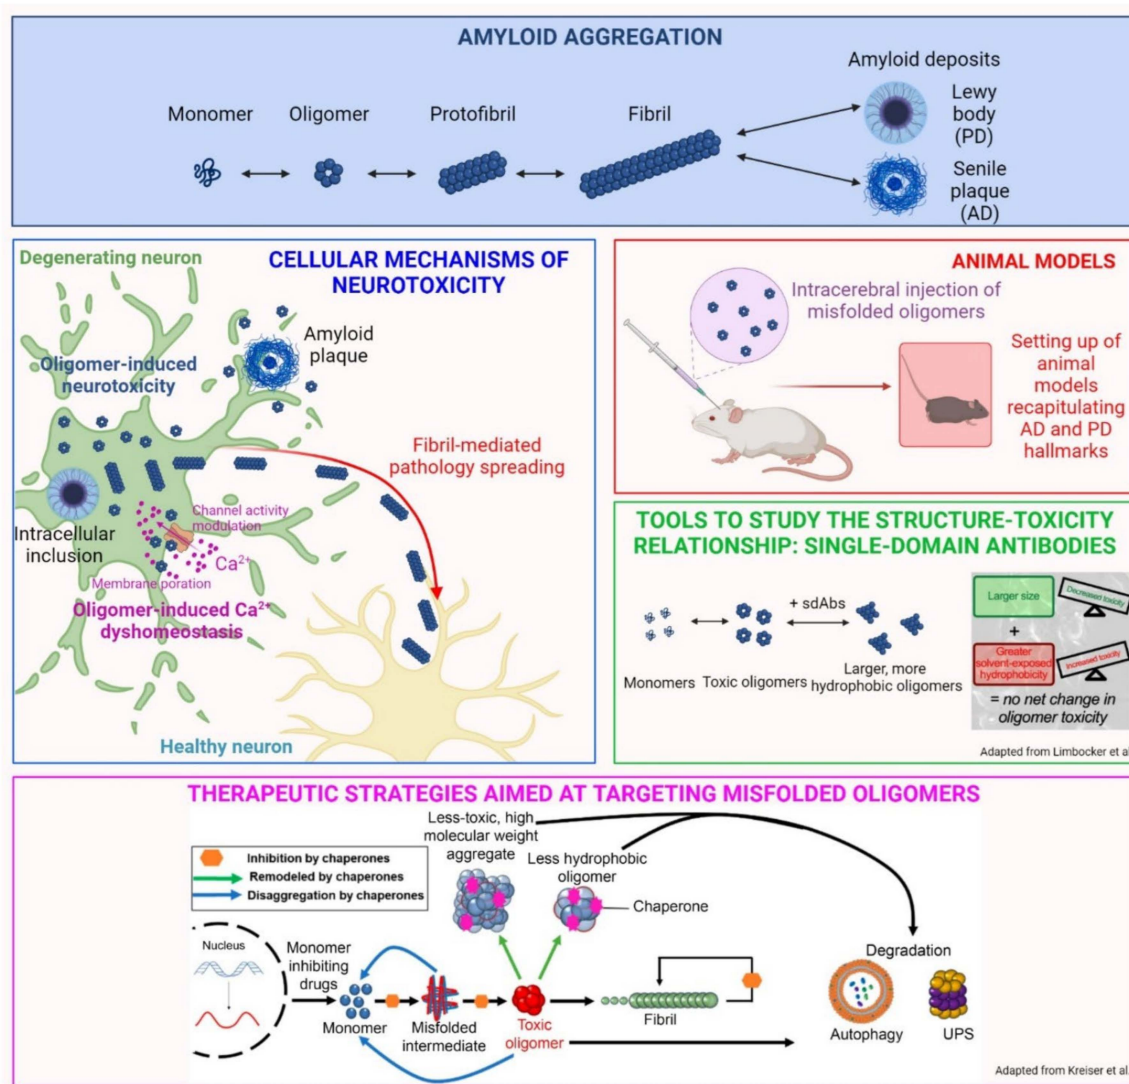 AMYLOID AGGREGATION
Amyloid deposits
Monomer
Oligomer
Protofibril
Fibril
Lewy
body
(PD)
Senile
plaque
(AD)
Degenerating neuron
CELLULAR MECHANISMS OF
NEUROTOXICITY
Amyloid
plaque
Oligomer-induced
neurotoxicity
Fibril-mediated
pathology spreading
Intracellular
inclusion
Channel activity
modulation
Ca²⁺
Membrane poration
Oligomer-induced Ca²⁺
dyshomeostasis
Healthy neuron
ANIMAL MODELS
Intracerebral injection of
misfolded oligomers
Setting up of
animal
models
recapitulating
AD and PD
hallmarks
TOOLS TO STUDY THE STRUCTURE-TOXICITY
RELATIONSHIP: SINGLE-DOMAIN ANTIBODIES
+ sdAbs
Monomers
Toxic oligomers
Larger, more
hydrophobic oligomers
Larger size
Decreased toxicity
+
Greater
solvent-exposed
hydrophobicity
Increased toxicity
= no net change in
oligomer toxicity
Adapted from Limbocker et al
THERAPEUTIC STRATEGIES AIMED AT TARGETING MISFOLDED OLIGOMERS
Inhibition by chaperones
Remodeled by chaperones
Disaggregation by chaperones
Less-toxic, high
molecular weight
aggregate
Less hydrophobic
oligomer
Chaperone
Nucleus
Monomer
inhibiting
drugs
Monomer
Misfolded
intermediate
Toxic
oligomer
Fibril
Degradation
Autophagy
UPS
Adapted from Kreiser et al.